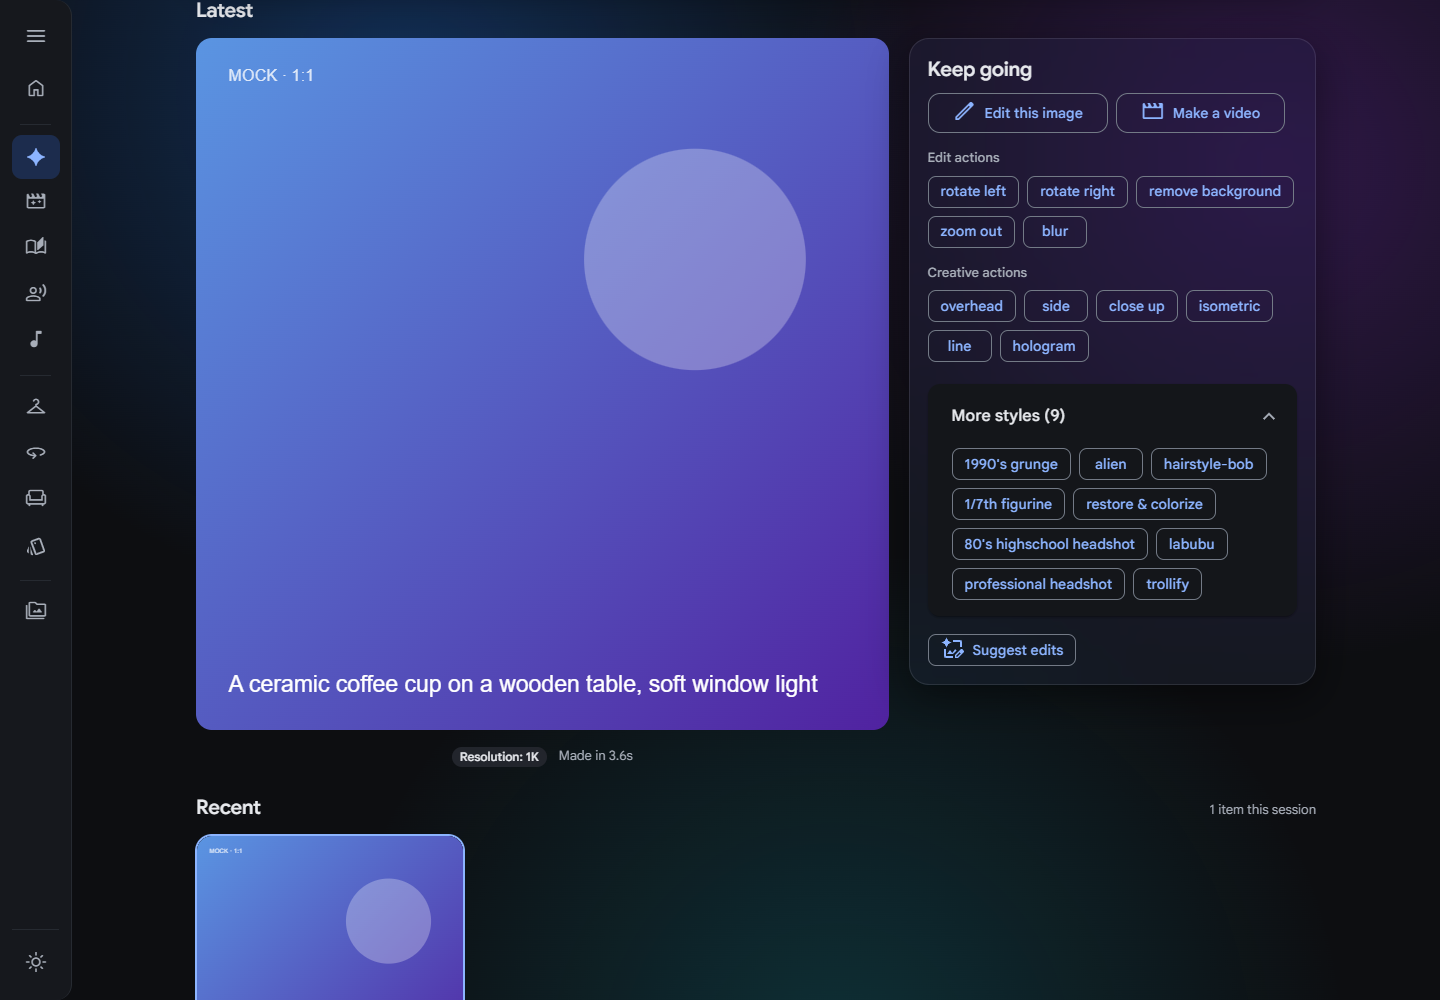 Latest
MOCK · 1:1
A ceramic coffee cup on a wooden table, soft window light
Resolution: 1K Made in 3.6s
Keep going
Edit this image Make a video
Edit actions
rotate left rotate right remove background
zoom out blur
Creative actions
overhead side close up isometric
line hologram
More styles (9)
1990's grunge alien hairstyle-bob
1/7th figurine restore & colorize
80's highschool headshot labubu
professional headshot trollify
Suggest edits
Recent 1 item this session
MOCK · 1:1